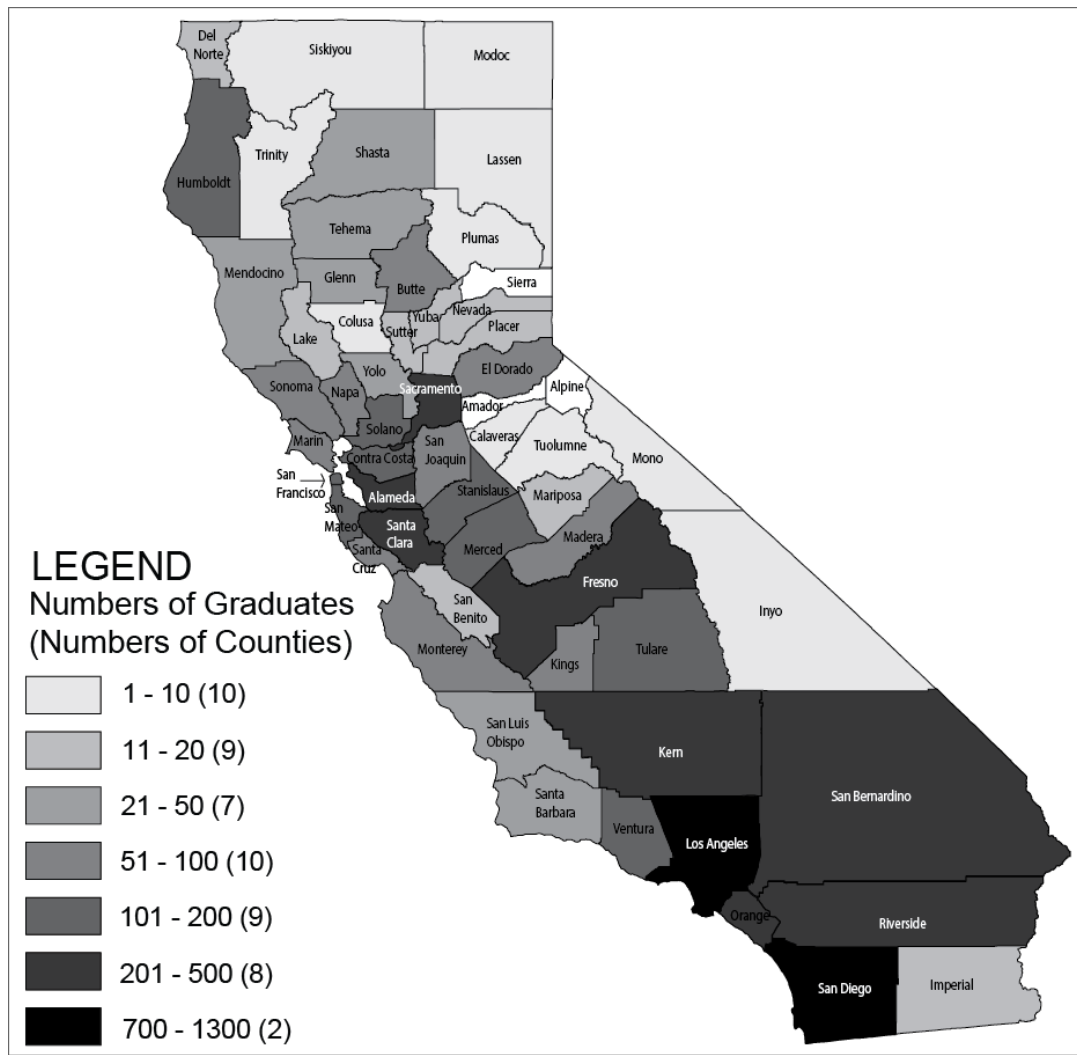 Del
Norte
Siskiyou
Modoc
Trinity
Shasta
Lassen
Humboldt
Tehema
Plumas
Mendocino
Glenn
Butte
Sierra
Colusa
Lake
Sutter
Yuba
Nevada
Placer
Yolo
El Dorado
Sonoma
Napa
Sacramento
Alpine
Amador
Solano
Marin
Contra Costa
San
Joaquin
Calaveras
Tuolumne
Mono
San
Francisco
Alameda
Stanislaus
Mariposa
San
Mateo
Santa
Clara
Santa
Cruz
Merced
Madera
Fresno
San
Benito
Inyo
Monterey
Kings
Tulare
San Luis
Obispo
Kern
Santa
Barbara
Ventura
Los Angeles
San Bernardino
Orange
Riverside
San Diego
Imperial
LEGEND
Numbers of Graduates
(Numbers of Counties)
1 - 10 (10)
11 - 20 (9)
21 - 50 (7)
51 - 100 (10)
101 - 200 (9)
201 - 500 (8)
700 - 1300 (2)